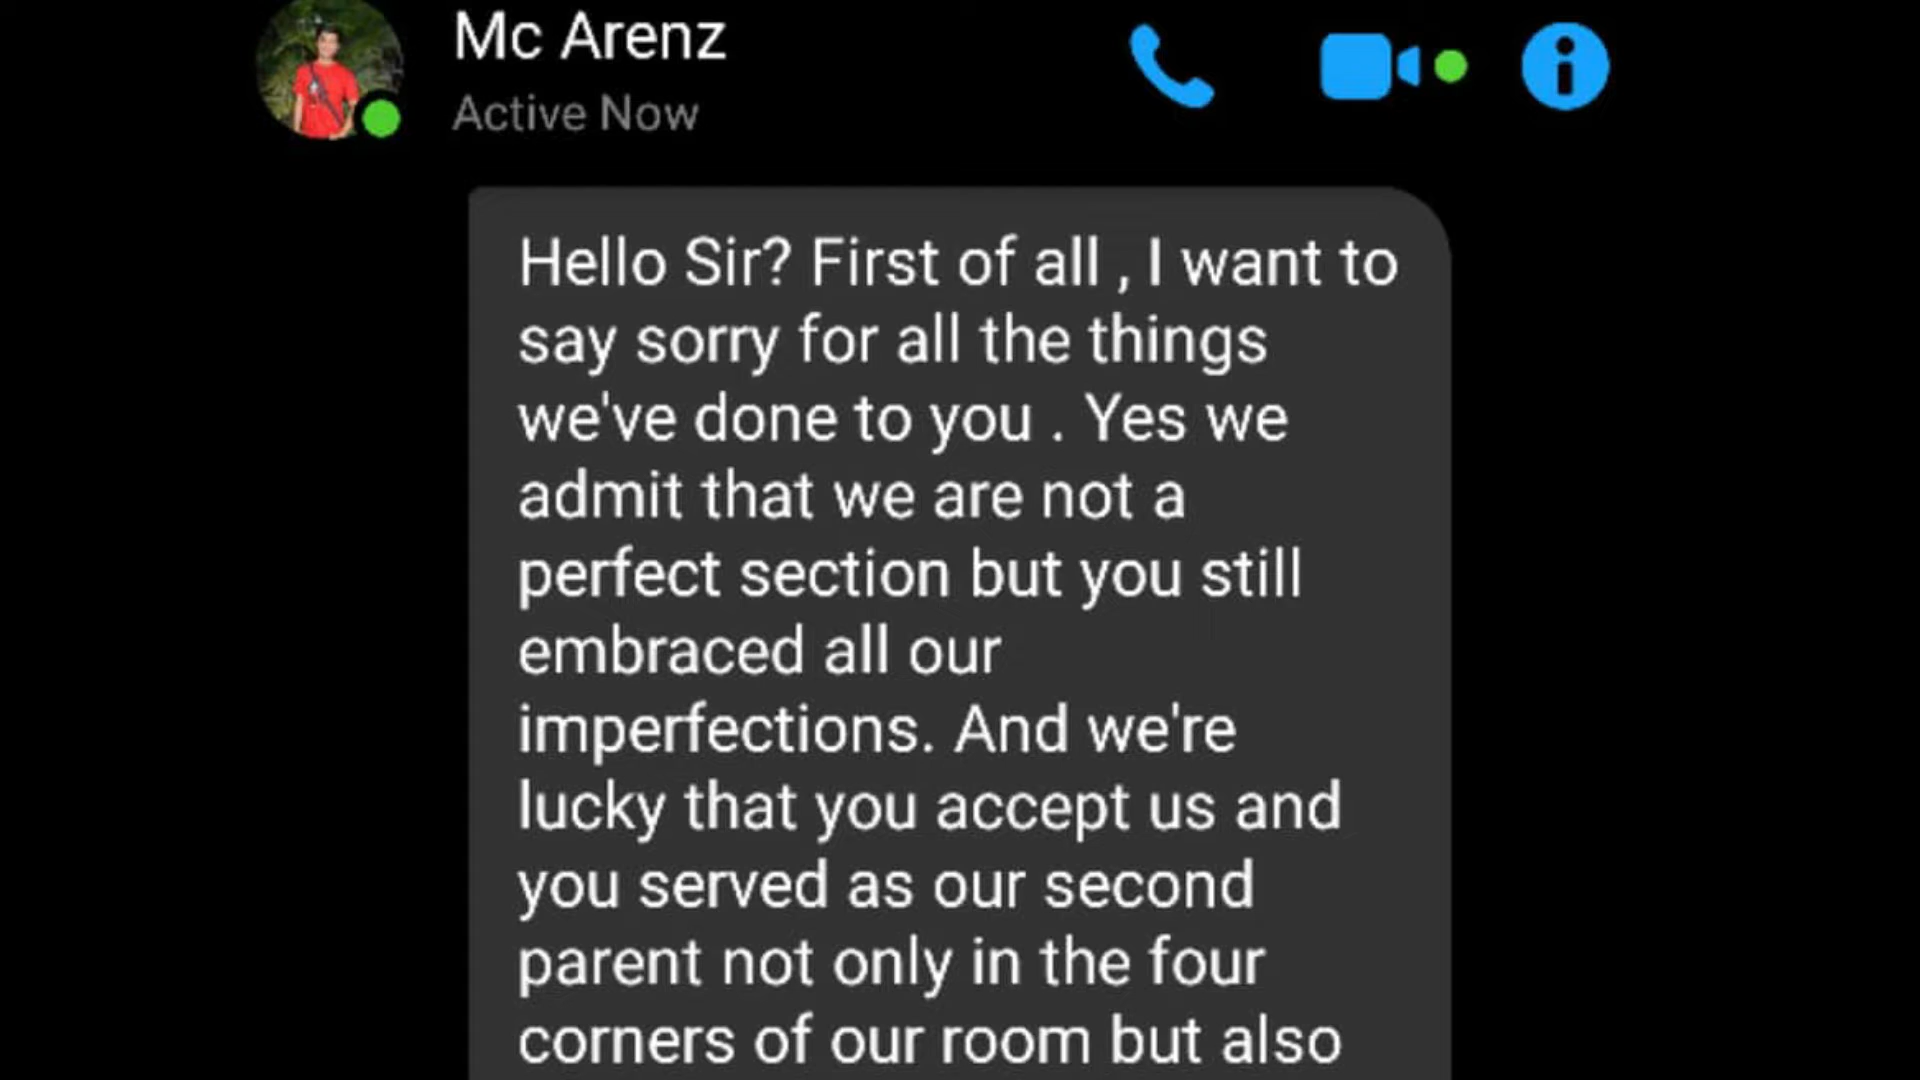 Mc Arenz
Active Now
Hello Sir? First of all , I want to
say sorry for all the things
we've done to you . Yes we
admit that we are not a
perfect section but you still
embraced all our
imperfections. And we're
lucky that you accept us and
you served as our second
parent not only in the four
corners of our room but also